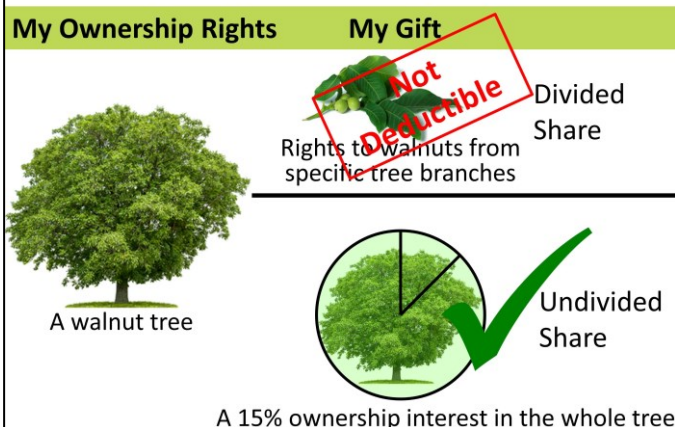 My Ownership Rights
My Gift
Not
Deductible
Divided
Share
Rights to walnuts from
specific tree branches
A walnut tree
Undivided
Share
A 15% ownership interest in the whole tree